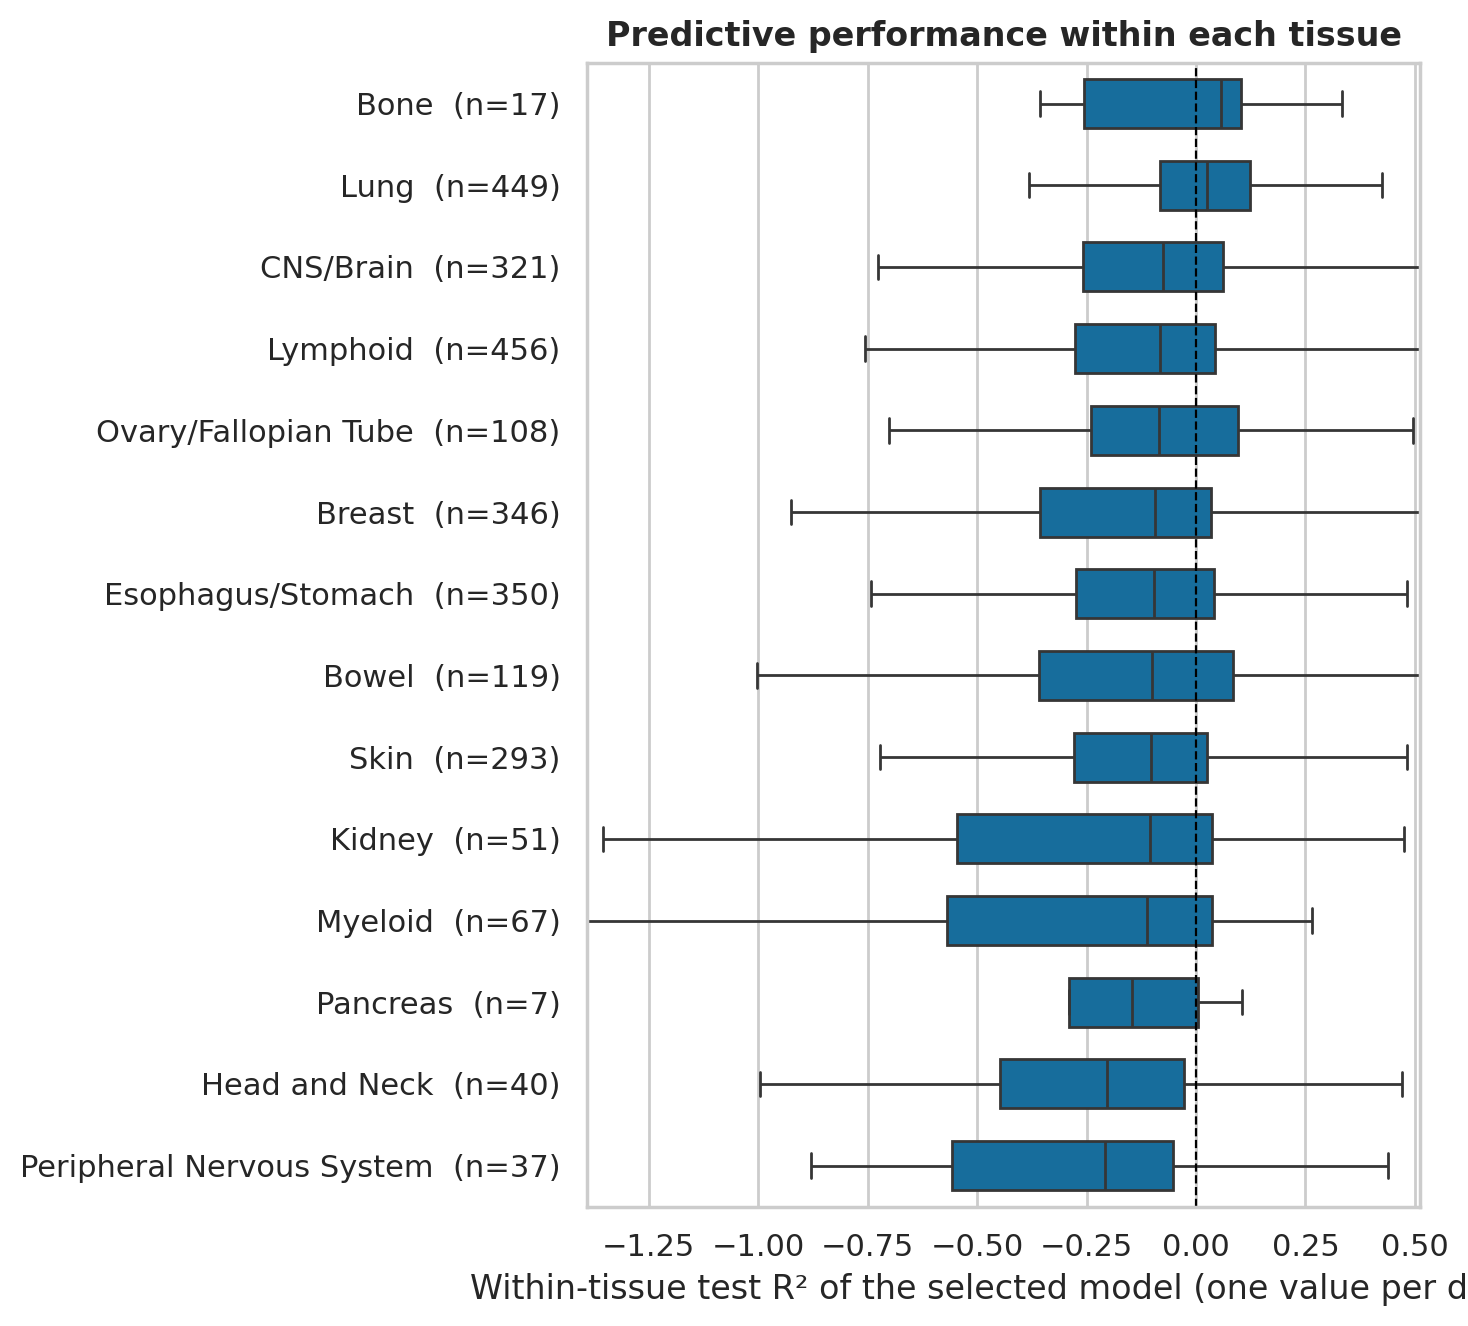 Predictive performance within each tissue
Bone (n=17)
Lung (n=449)
CNS/Brain (n=321)
Lymphoid (n=456)
Ovary/Fallopian Tube (n=108)
Breast (n=346)
Esophagus/Stomach (n=350)
Bowel (n=119)
Skin (n=293)
Kidney (n=51)
Myeloid (n=67)
Pancreas (n=7)
Head and Neck (n=40)
Peripheral Nervous System (n=37)
−1.25 −1.00 −0.75 −0.50 −0.25 0.00 0.25 0.50
Within-tissue test R² of the selected model (one value per d